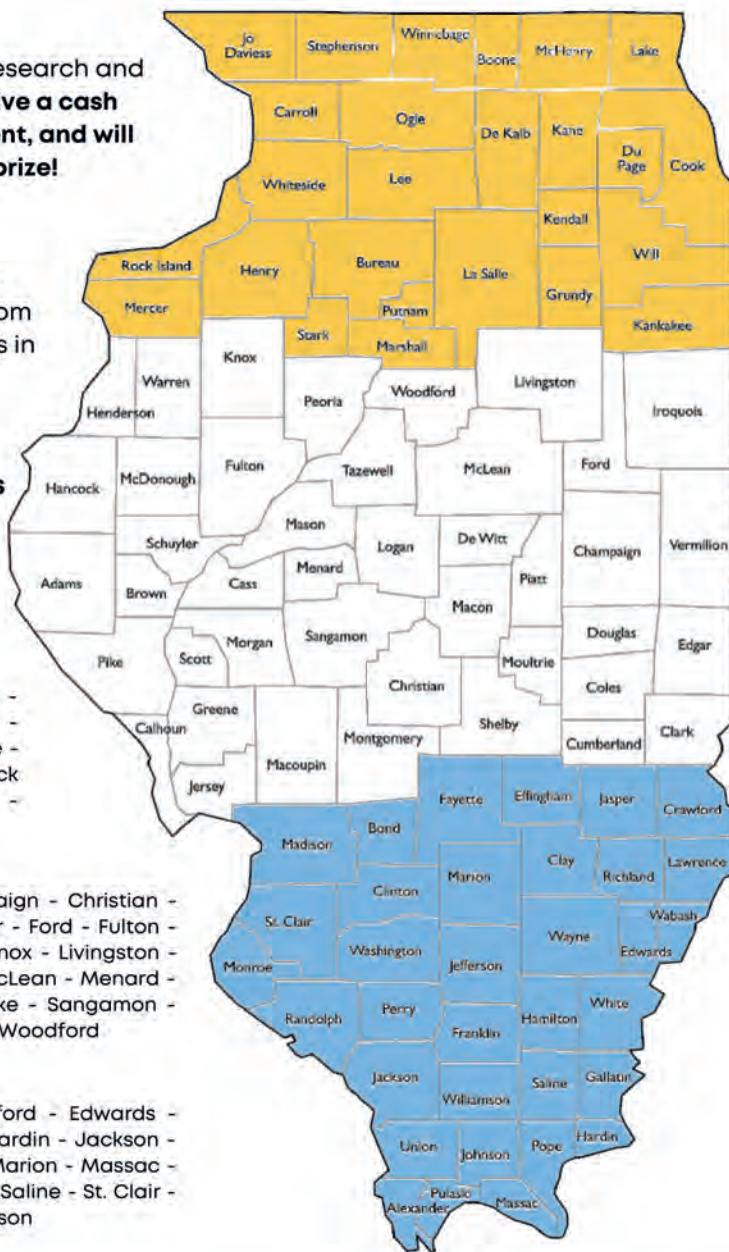 esearch and
ive a cash
ent, and will
prize!
om
s in
s
-
-
e -
ck
-
aign - Christian -
r - Ford - Fulton -
nox - Livingston -
cLean - Menard -
ke - Sangamon -
Woodford
ford - Edwards -
ardin - Jackson -
Marion - Massac -
Saline - St. Clair -
son
Jo Daviess
Stephenson
Winnebago
Boone
McHenry
Lake
Carroll
Ogle
De Kalb
Kane
Du Page
Cook
Whiteside
Lee
Kendall
Rock Island
Henry
Bureau
La Salle
Will
Mercer
Putnam
Grundy
Kankakee
Stark
Marshall
Knox
Warren
Henderson
Peoria
Woodford
Livingston
Iroquois
Hancock
McDonough
Fulton
Tazewell
McLean
Ford
Schuyler
Mason
Logan
De Witt
Champaign
Vermilion
Adams
Brown
Cass
Menard
Piatt
Macon
Pike
Scott
Morgan
Sangamon
Douglas
Edgar
Moultrie
Christian
Coles
Greene
Calhoun
Shelby
Clark
Montgomery
Cumberland
Macoupin
Jersey
Fayette
Effingham
Jasper
Crawford
Madison
Bond
Marion
Clay
Richland
Lawrence
Clinton
St. Clair
Wabash
Wayne
Edwards
Washington
Monroe
Jefferson
Randolph
Perry
Hamilton
White
Franklin
Jackson
Williamson
Saline
Gallatin
Union
Johnson
Pope
Hardin
Pulaski
Alexander
Massac